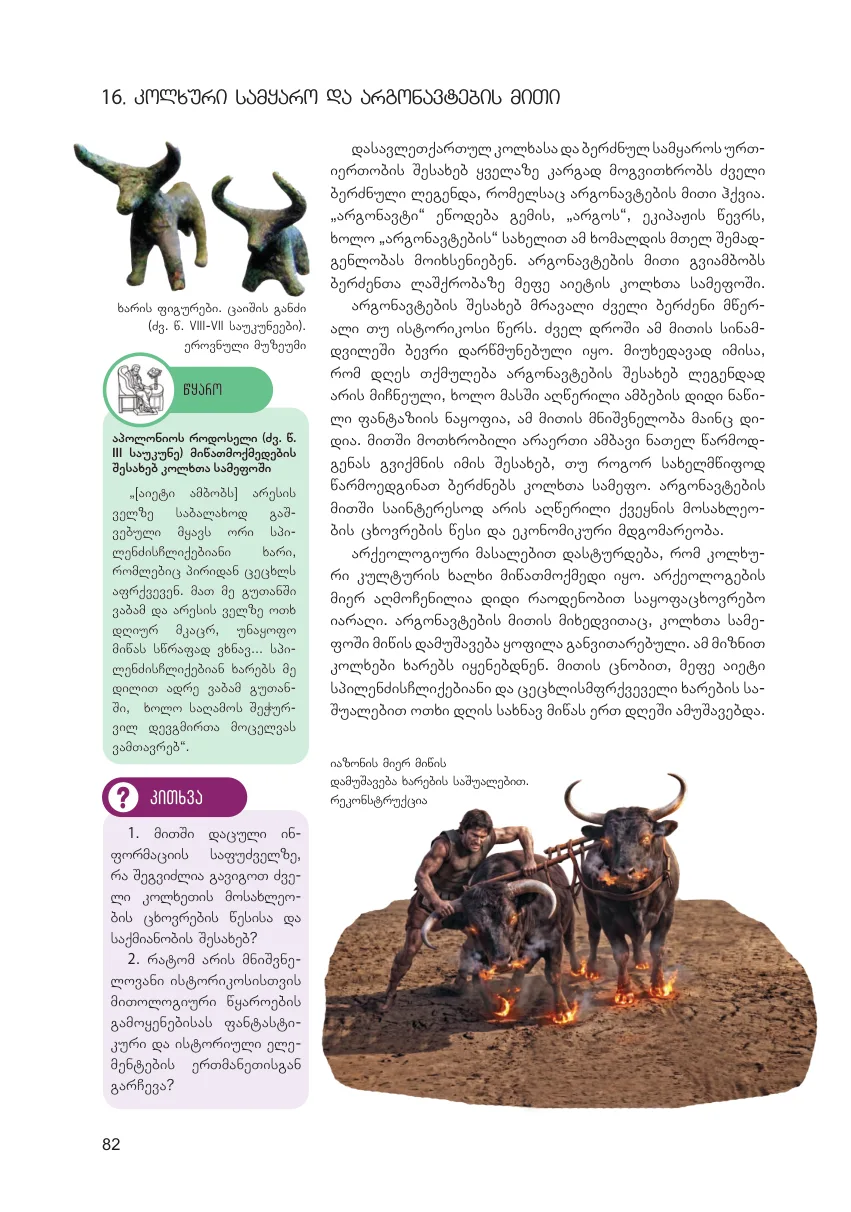 16. კოლხური სამყარო და არგონავტების მითი
ხარის ფიგურები. ცაიშის განძი
(ძვ. წ. VIII-VII საუკუნეები).
ეროვნული მუზეუმი
წყარო
აპოლონიოს როდოსელი (ძვ. წ.
III საუკუნე) მიწათმოქმედების
შესახებ კოლხთა სამეფოში
„[აიეტი ამბობს] არესის
ველზე საბალახოდ გაშ-
ვებული მყავს ორი სპი-
ლენძისჩლიქებიანი ხარი,
რომლებიც პირიდან ცეცხლს
აფრქვევენ. მათ მე გუთანში
ვაბამ და არესის ველზე ოთხ
დღიურ მკაცრ, უნაყოფო
მიწას სწრაფად ვხნავ... სპი-
ლენძისჩლიქებიან ხარებს მე
დილით ადრე ვაბამ გუთან-
ში, ხოლო საღამოს შეჭურ-
ვილ დევგმირთა მოცელვას
ვამთავრებ“.
კითხვა
1. მითში დაცული ინ-
ფორმაციის საფუძველზე,
რა შეგვიძლია გავიგოთ ძვე-
ლი კოლხეთის მოსახლეო-
ბის ცხოვრების წესისა და
საქმიანობის შესახებ?
2. რატომ არის მნიშვნე-
ლოვანი ისტორიკოსისთვის
მითოლოგიური წყაროების
გამოყენებისას ფანტასტი-
კური და ისტორიული ელე-
მენტების ერთმანეთისგან
გარჩევა?
დასავლეთქართულ კოლხასა და ბერძნულ სამყაროს ურთ-
იერთობის შესახებ ყველაზე კარგად მოგვითხრობს ძველი
ბერძნული ლეგენდა, რომელსაც არგონავტების მითი ჰქვია.
„არგონავტი“ ეწოდება გემის, „არგოს“, ეკიპაჟის წევრს,
ხოლო „არგონავტების“ სახელით ამ ხომალდის მთელ შემად-
გენლობას მოიხსენიებენ. არგონავტების მითი გვიამბობს
ბერძენთა ლაშქრობაზე მეფე აიეტის კოლხთა სამეფოში.
არგონავტების შესახებ მრავალი ძველი ბერძენი მწერ-
ალი თუ ისტორიკოსი წერს. ძველ დროში ამ მითის სინამ-
დვილეში ბევრი დარწმუნებული იყო. მიუხედავად იმისა,
რომ დღეს თქმულება არგონავტების შესახებ ლეგენდად
არის მიჩნეული, ხოლო მასში აღწერილი ამბების დიდი ნაწი-
ლი ფანტაზიის ნაყოფია, ამ მითის მნიშვნელობა მაინც დი-
დია. მითში მოთხრობილი არაერთი ამბავი ნათელ წარმოდ-
გენას გვიქმნის იმის შესახებ, თუ როგორ სახელმწიფოდ
წარმოედგინათ ბერძნებს კოლხთა სამეფო. არგონავტების
მითში საინტერესოდ არის აღწერილი ქვეყნის მოსახლეო-
ბის ცხოვრების წესი და ეკონომიკური მდგომარეობა.
არქეოლოგიური მასალებით დასტურდება, რომ კოლხუ-
რი კულტურის ხალხი მიწათმოქმედი იყო. არქეოლოგების
მიერ აღმოჩენილია დიდი რაოდენობით საყოფაცხოვრებო
იარაღი. არგონავტების მითის მიხედვითაც, კოლხთა სამე-
ფოში მიწის დამუშავება ყოფილა განვითარებული. ამ მიზნით
კოლხები ხარებს იყენებდნენ. მითის ცნობით, მეფე აიეტი
სპილენძისჩლიქებიანი და ცეცხლისმფრქვეველი ხარების სა-
შუალებით ოთხი დღის სახნავ მიწას ერთ დღეში ამუშავებდა.
იაზონის მიერ მიწის
დამუშავება ხარების საშუალებით.
რეკონსტრუქცია
82